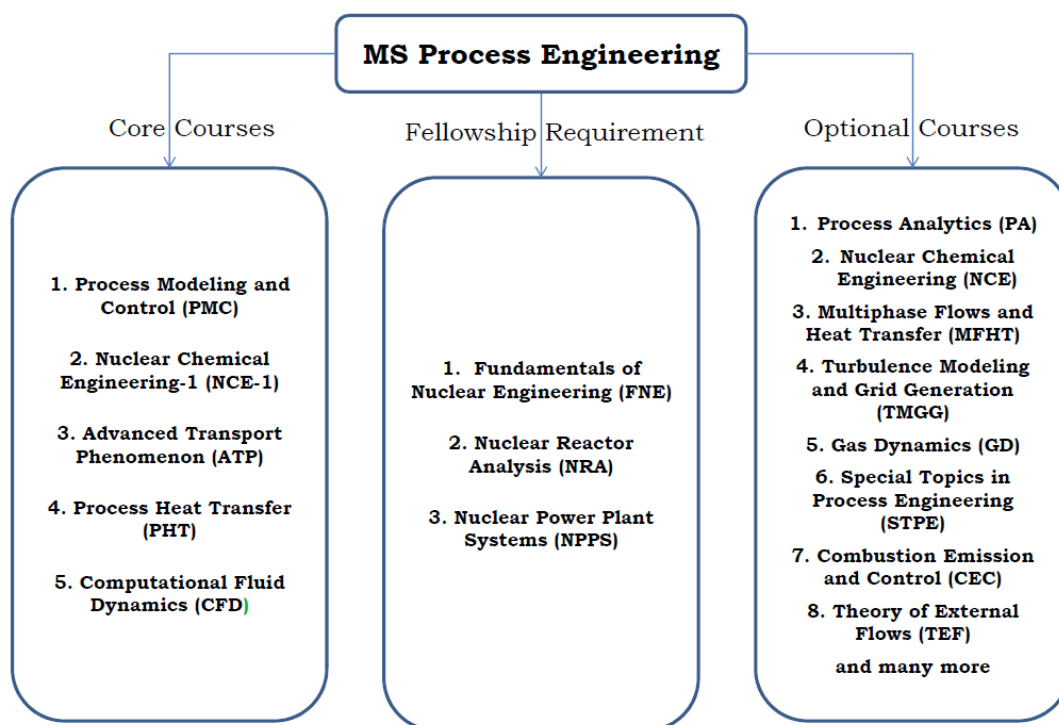 MS Process Engineering
Core Courses
1. Process Modeling and
Control (PMC)
2. Nuclear Chemical
Engineering-1 (NCE-1)
3. Advanced Transport
Phenomenon (ATP)
4. Process Heat Transfer
(PHT)
5. Computational Fluid
Dynamics (CFD)
Fellowship Requirement
1. Fundamentals of
Nuclear Engineering (FNE)
2. Nuclear Reactor
Analysis (NRA)
3. Nuclear Power Plant
Systems (NPPS)
Optional Courses
1. Process Analytics (PA)
2. Nuclear Chemical
Engineering (NCE)
3. Multiphase Flows and
Heat Transfer (MFHT)
4. Turbulence Modeling
and Grid Generation
(TMGG)
5. Gas Dynamics (GD)
6. Special Topics in
Process Engineering
(STPE)
7. Combustion Emission
and Control (CEC)
8. Theory of External
Flows (TEF)
and many more